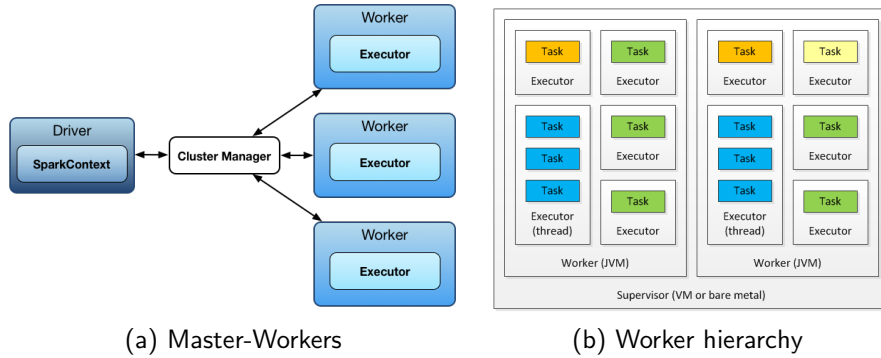 Driver
SparkContext
Cluster Manager
Worker
Executor
Worker
Executor
Worker
Executor
(a) Master-Workers
Task
Executor
Task
Executor
Task
Task
Task
Executor
(thread)
Task
Executor
Task
Executor
Worker (JVM)
Task
Executor
Task
Executor
Task
Task
Task
Executor
(thread)
Task
Executor
Task
Executor
Worker (JVM)
Supervisor (VM or bare metal)
(b) Worker hierarchy